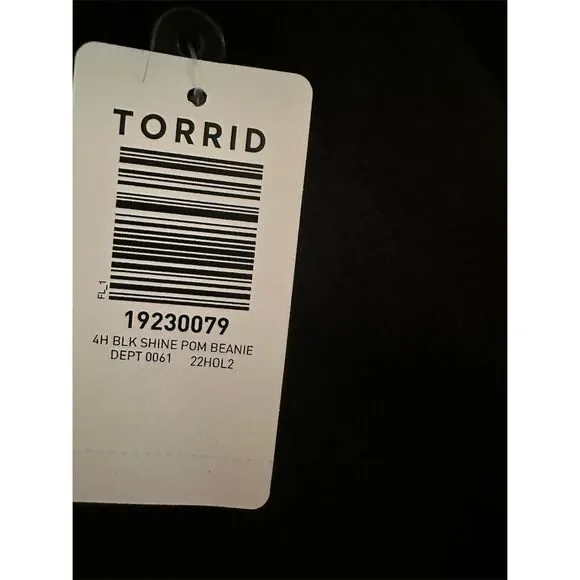 TORRID
FL_1
19230079
4H BLK SHINE POM BEANIE
DEPT 0061 22HOL2